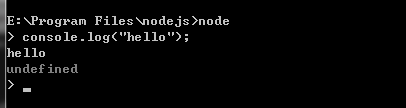 E:\Program Files\nodejs>node
> console.log("hello");
hello
undefined
>